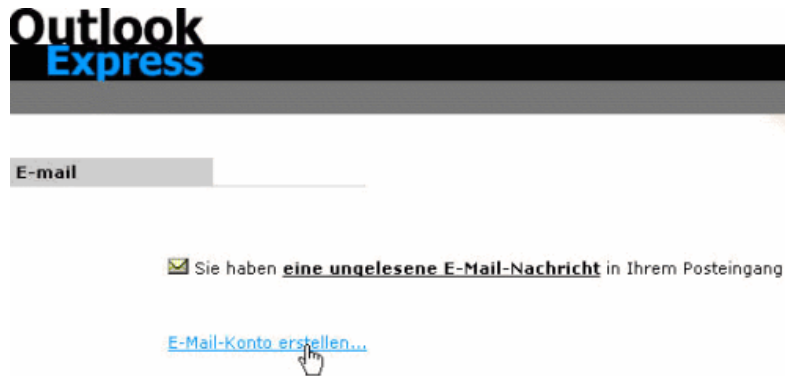 Outlook
Express
E-mail
Sie haben eine ungelesene E-Mail-Nachricht in Ihrem Posteingang
E-Mail-Konto erstellen...